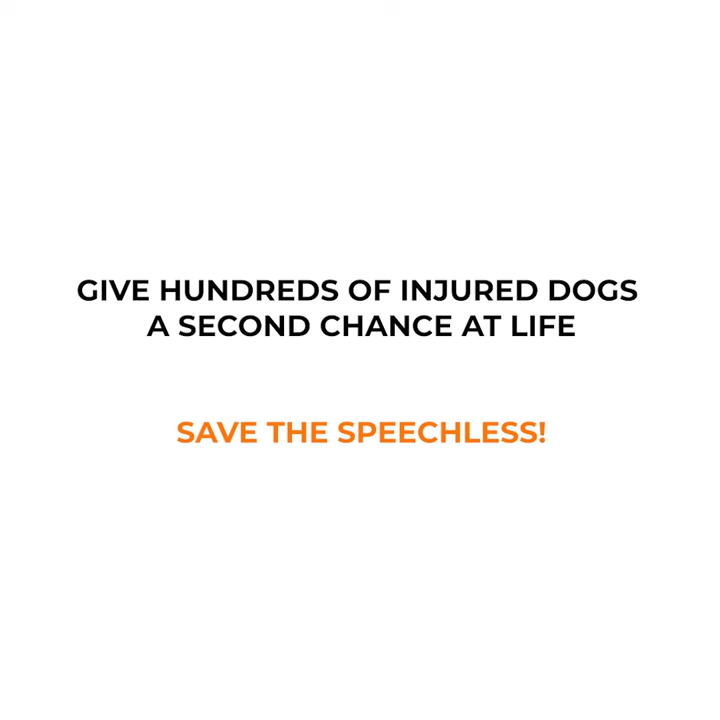 GIVE HUNDREDS OF INJURED DOGS
A SECOND CHANCE AT LIFE
SAVE THE SPEECHLESS!